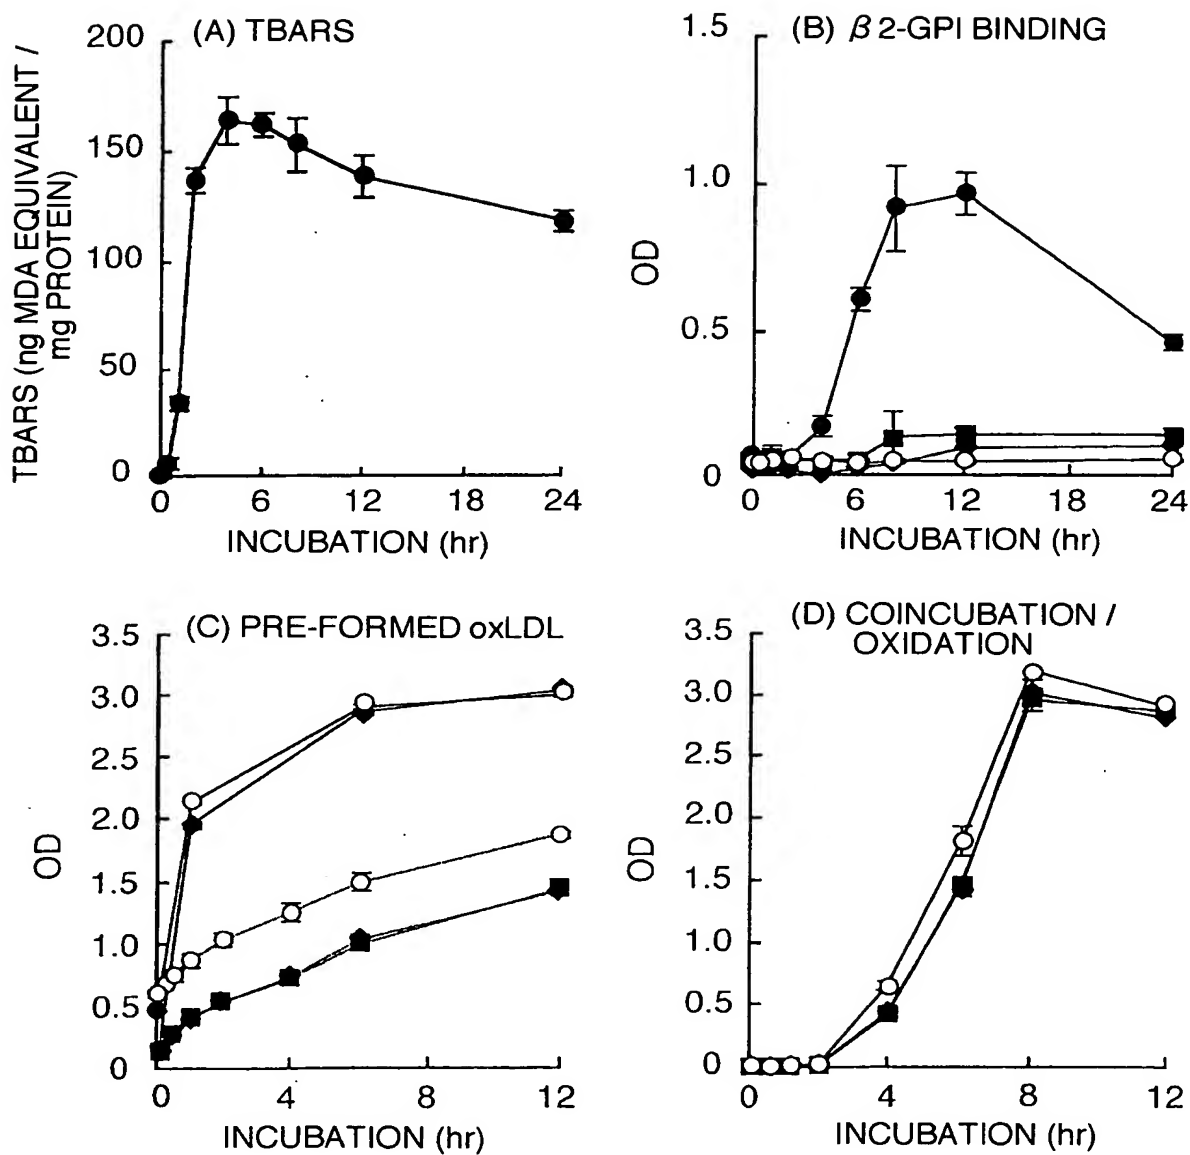 (A) TBARS
TBARS (ng MDA EQUIVALENT /
mg PROTEIN)
200
150
100
50
0
0 6 12 18 24
INCUBATION (hr)
(B) β 2-GPI BINDING
OD
1.5
1.0
0.5
0
0 6 12 18 24
INCUBATION (hr)
(C) PRE-FORMED oxLDL
OD
3.5
3.0
2.5
2.0
1.5
1.0
0.5
0
0 4 8 12
INCUBATION (hr)
(D) COINCUBATION /
OXIDATION
OD
3.5
3.0
2.5
2.0
1.5
1.0
0.5
0
0 4 8 12
INCUBATION (hr)